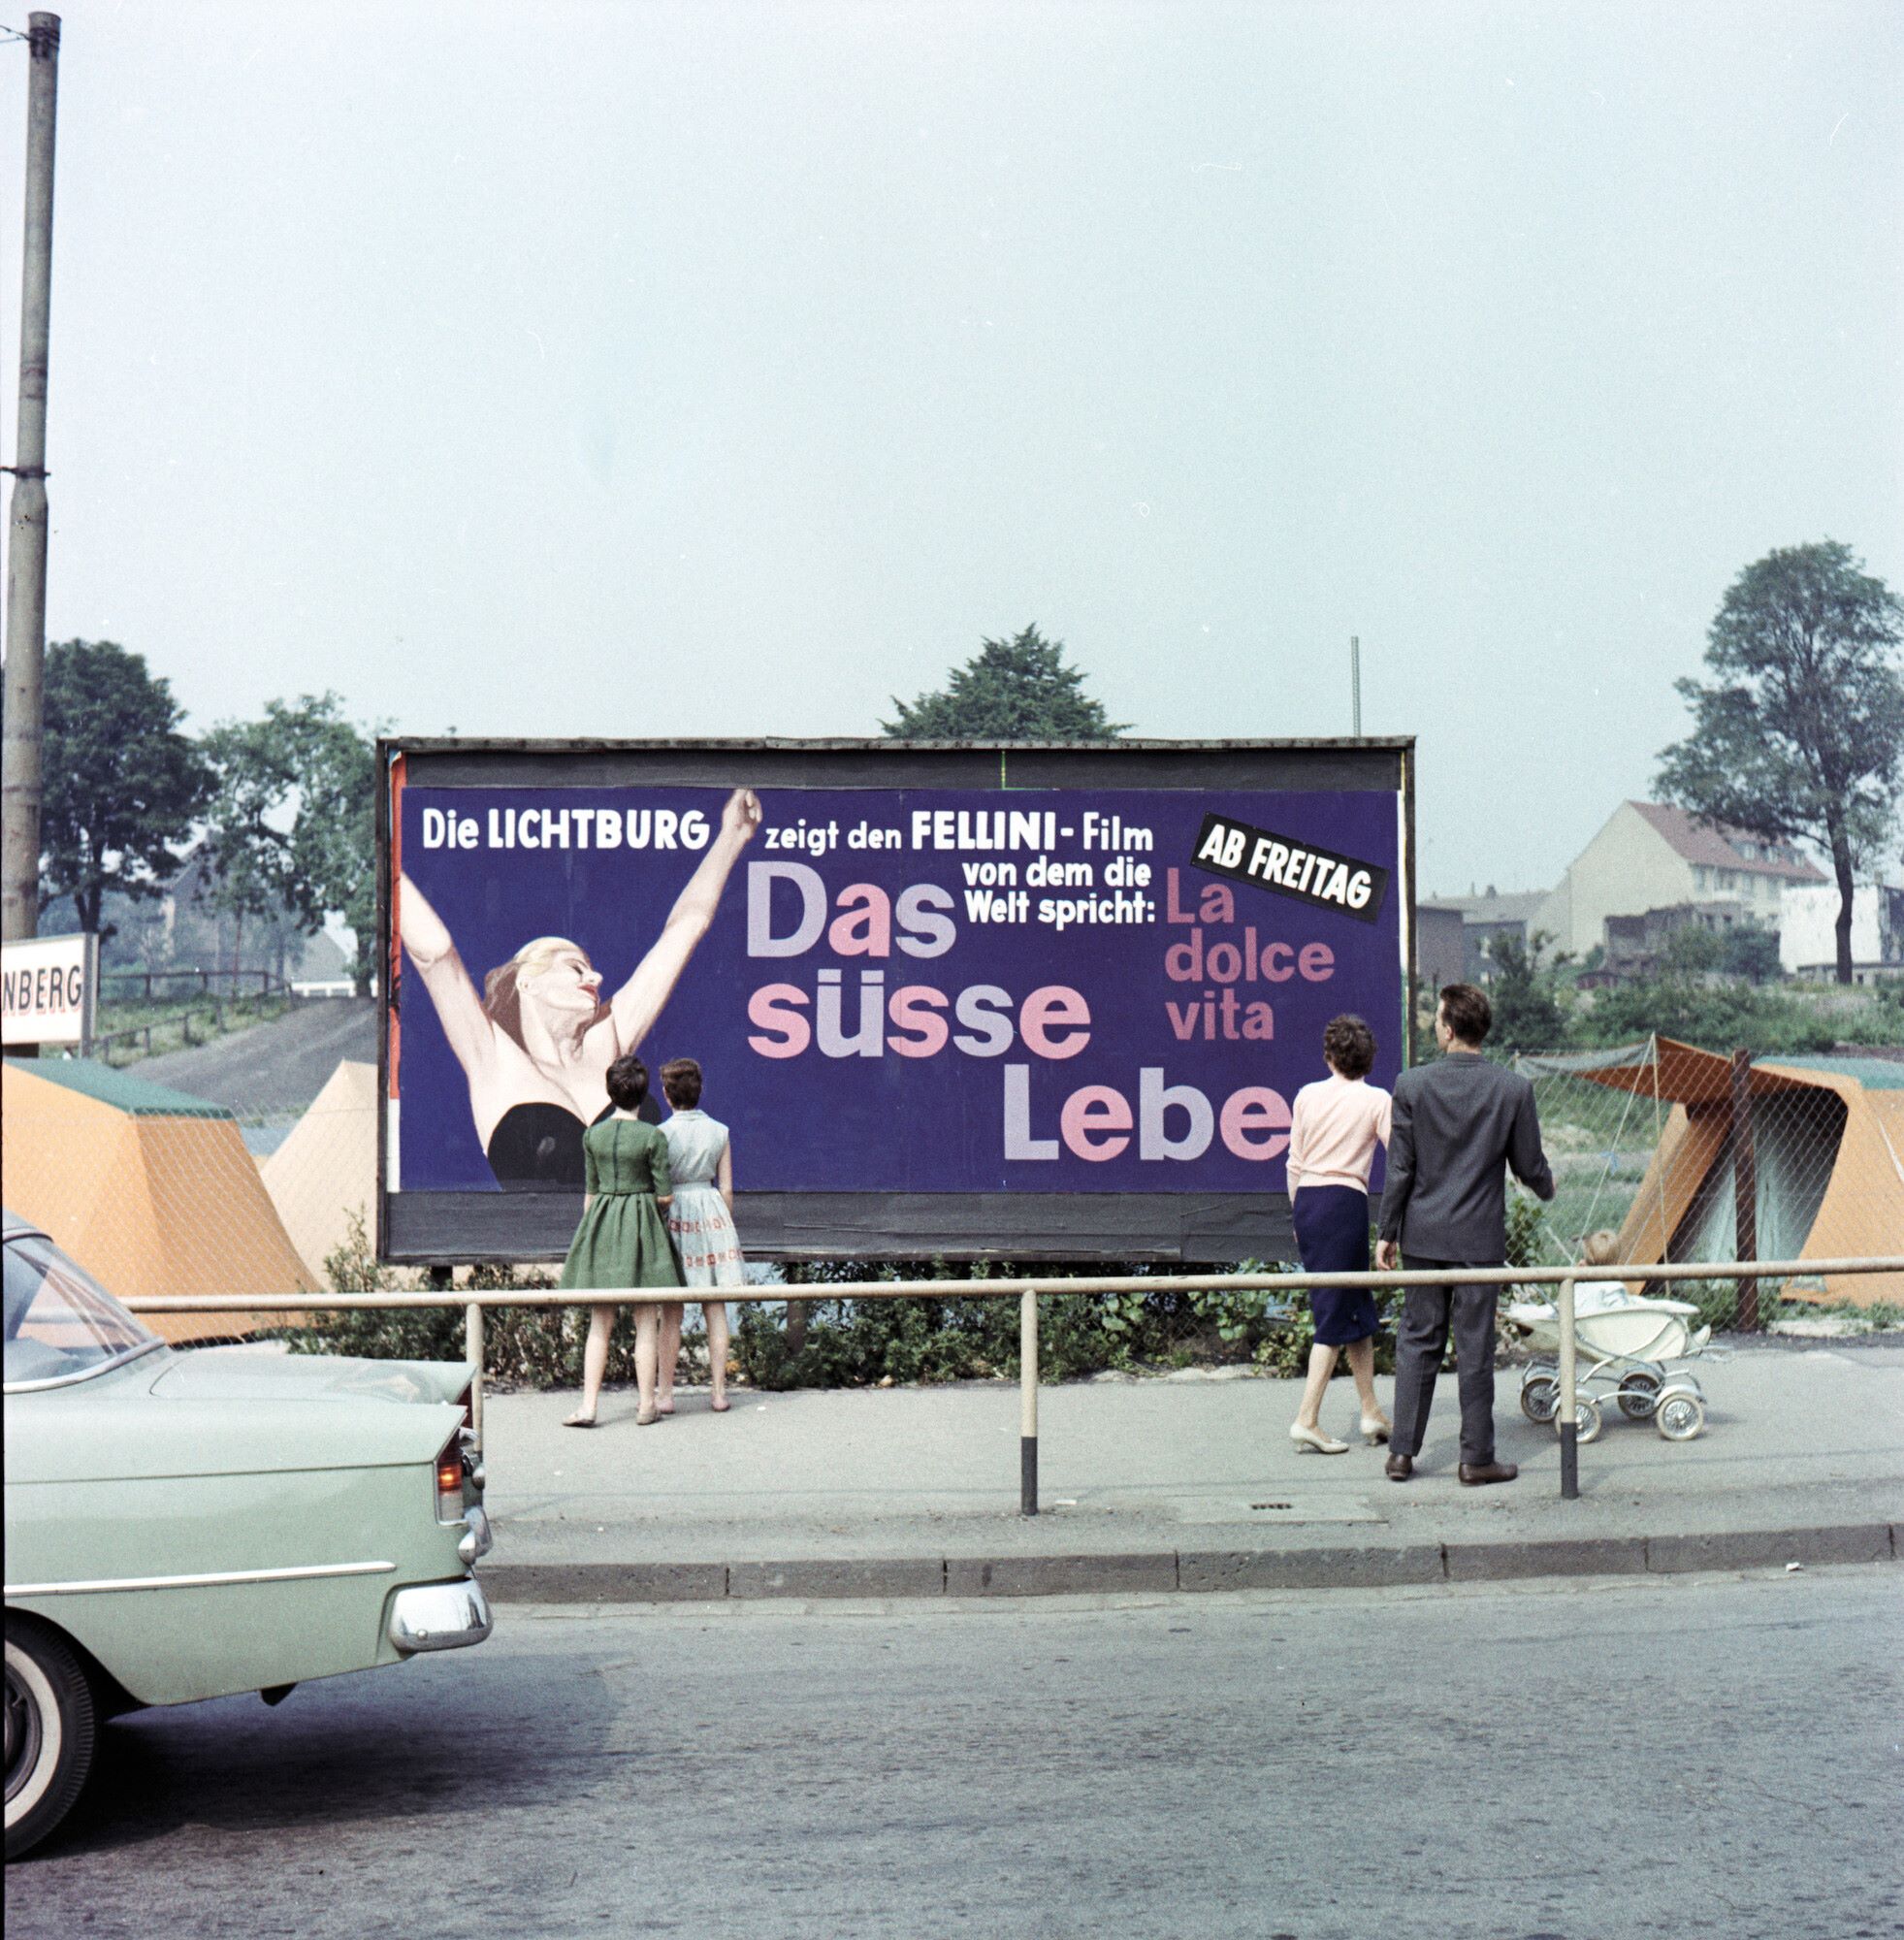 Die LICHTBURG zeigt den FELLINI-Film
von dem die
Welt spricht:
AB FREITAG
Das
süsse
Lebe
La
dolce
vita
NBERG